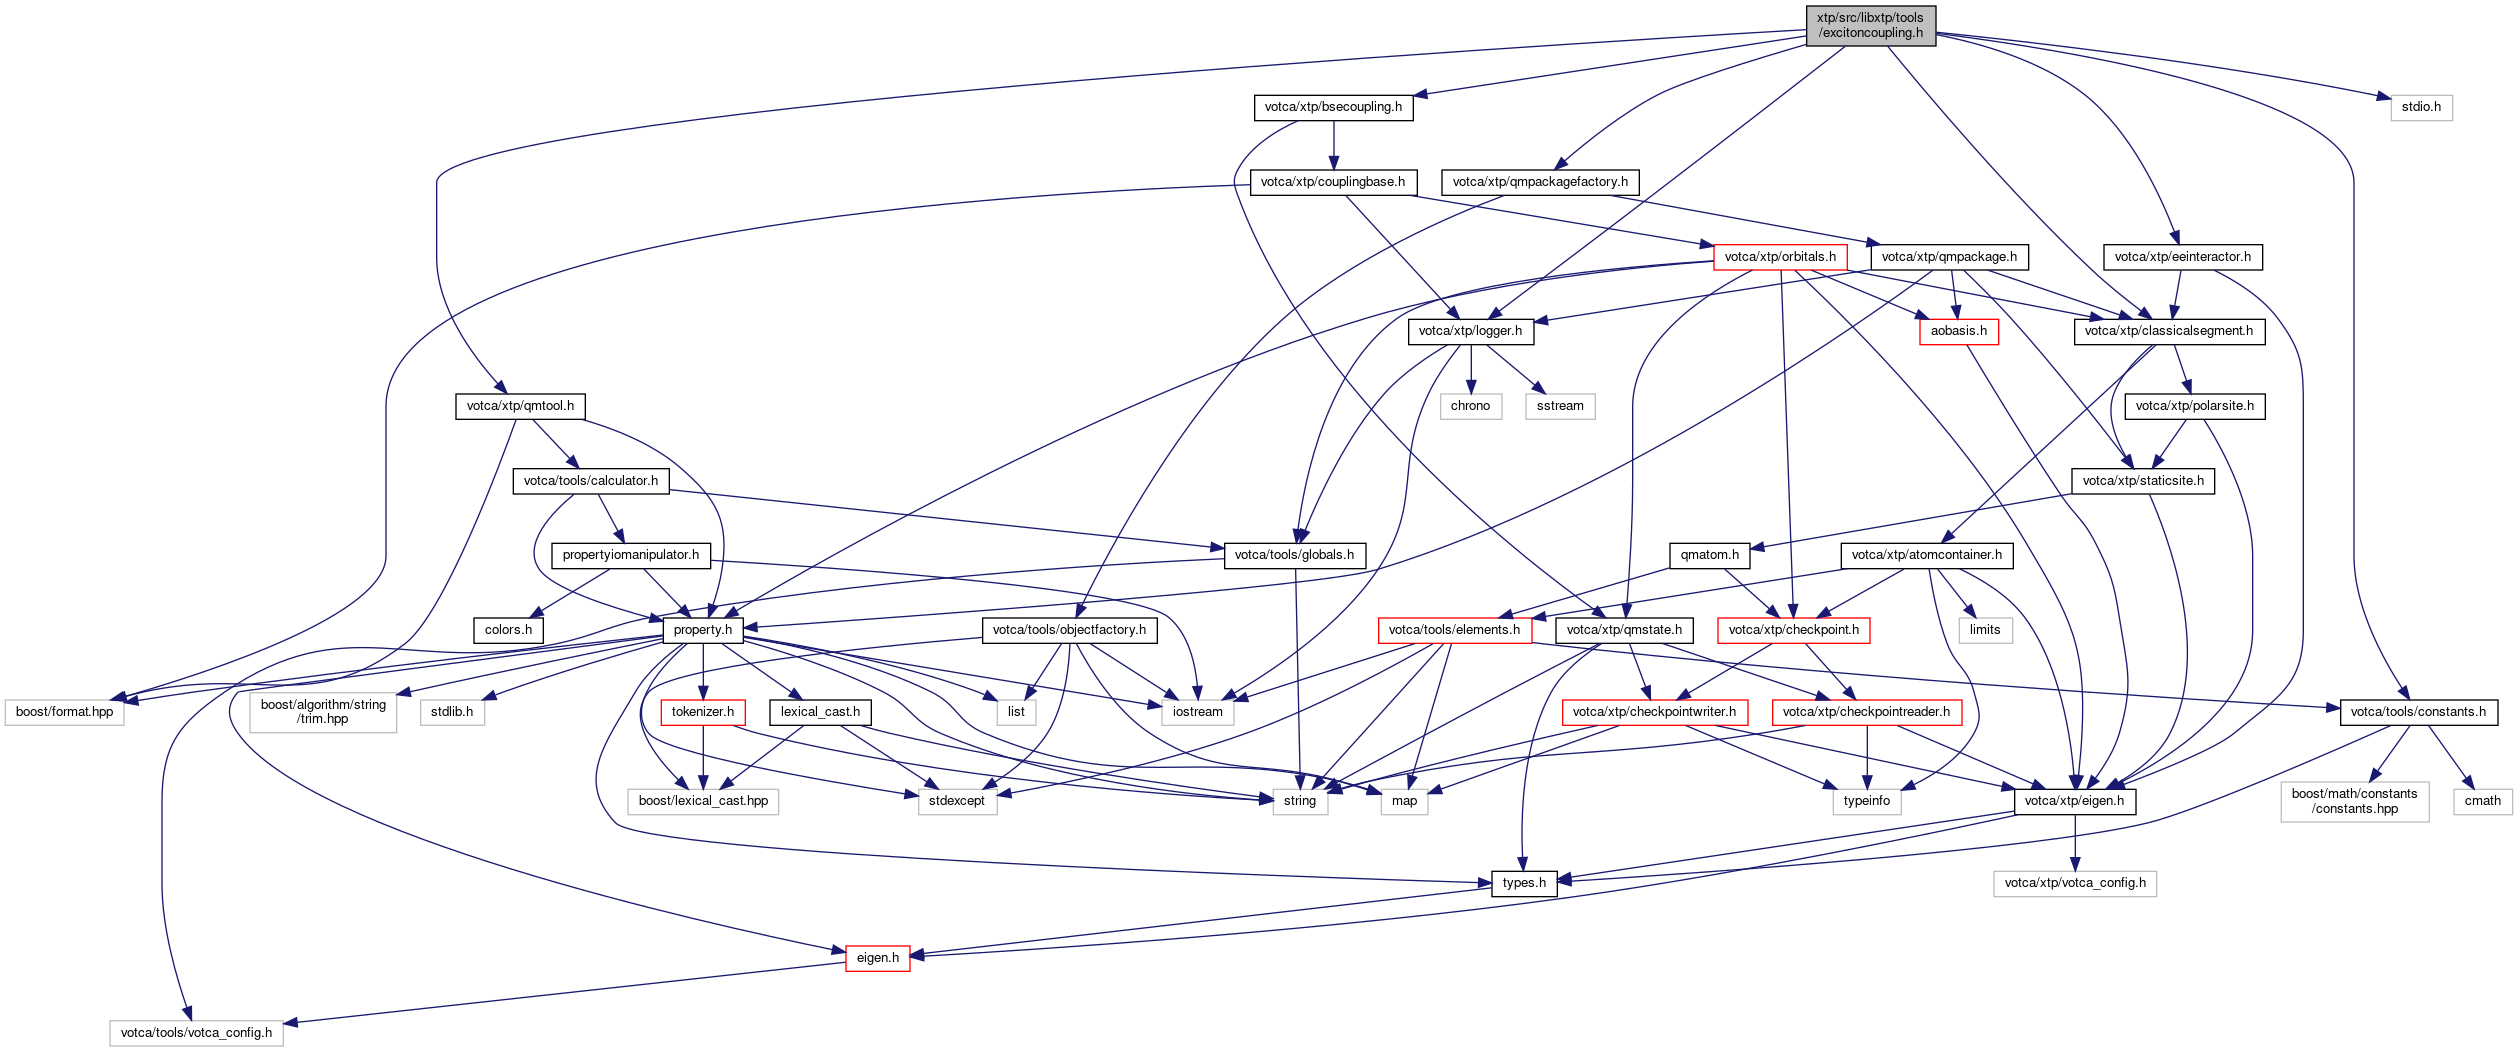 xtp/src/libxtp/tools
/excitoncoupling.h
votca/xtp/bsecoupling.h
stdio.h
votca/xtp/couplingbase.h
votca/xtp/qmpackagefactory.h
votca/xtp/orbitals.h
votca/xtp/qmpackage.h
votca/xtp/eeinteractor.h
votca/xtp/logger.h
aobasis.h
votca/xtp/classicalsegment.h
votca/xtp/qmtool.h
chrono
sstream
votca/xtp/polarsite.h
votca/tools/calculator.h
votca/xtp/staticsite.h
propertyiomanipulator.h
votca/tools/globals.h
qmatom.h
votca/xtp/atomcontainer.h
colors.h
property.h
votca/tools/objectfactory.h
votca/tools/elements.h
votca/xtp/qmstate.h
votca/xtp/checkpoint.h
limits
boost/format.hpp
boost/algorithm/string
/trim.hpp
stdlib.h
tokenizer.h
lexical_cast.h
list
iostream
votca/xtp/checkpointwriter.h
votca/xtp/checkpointreader.h
votca/tools/constants.h
boost/lexical_cast.hpp
stdexcept
string
map
typeinfo
votca/xtp/eigen.h
boost/math/constants
/constants.hpp
cmath
types.h
votca/xtp/votca_config.h
eigen.h
votca/tools/votca_config.h